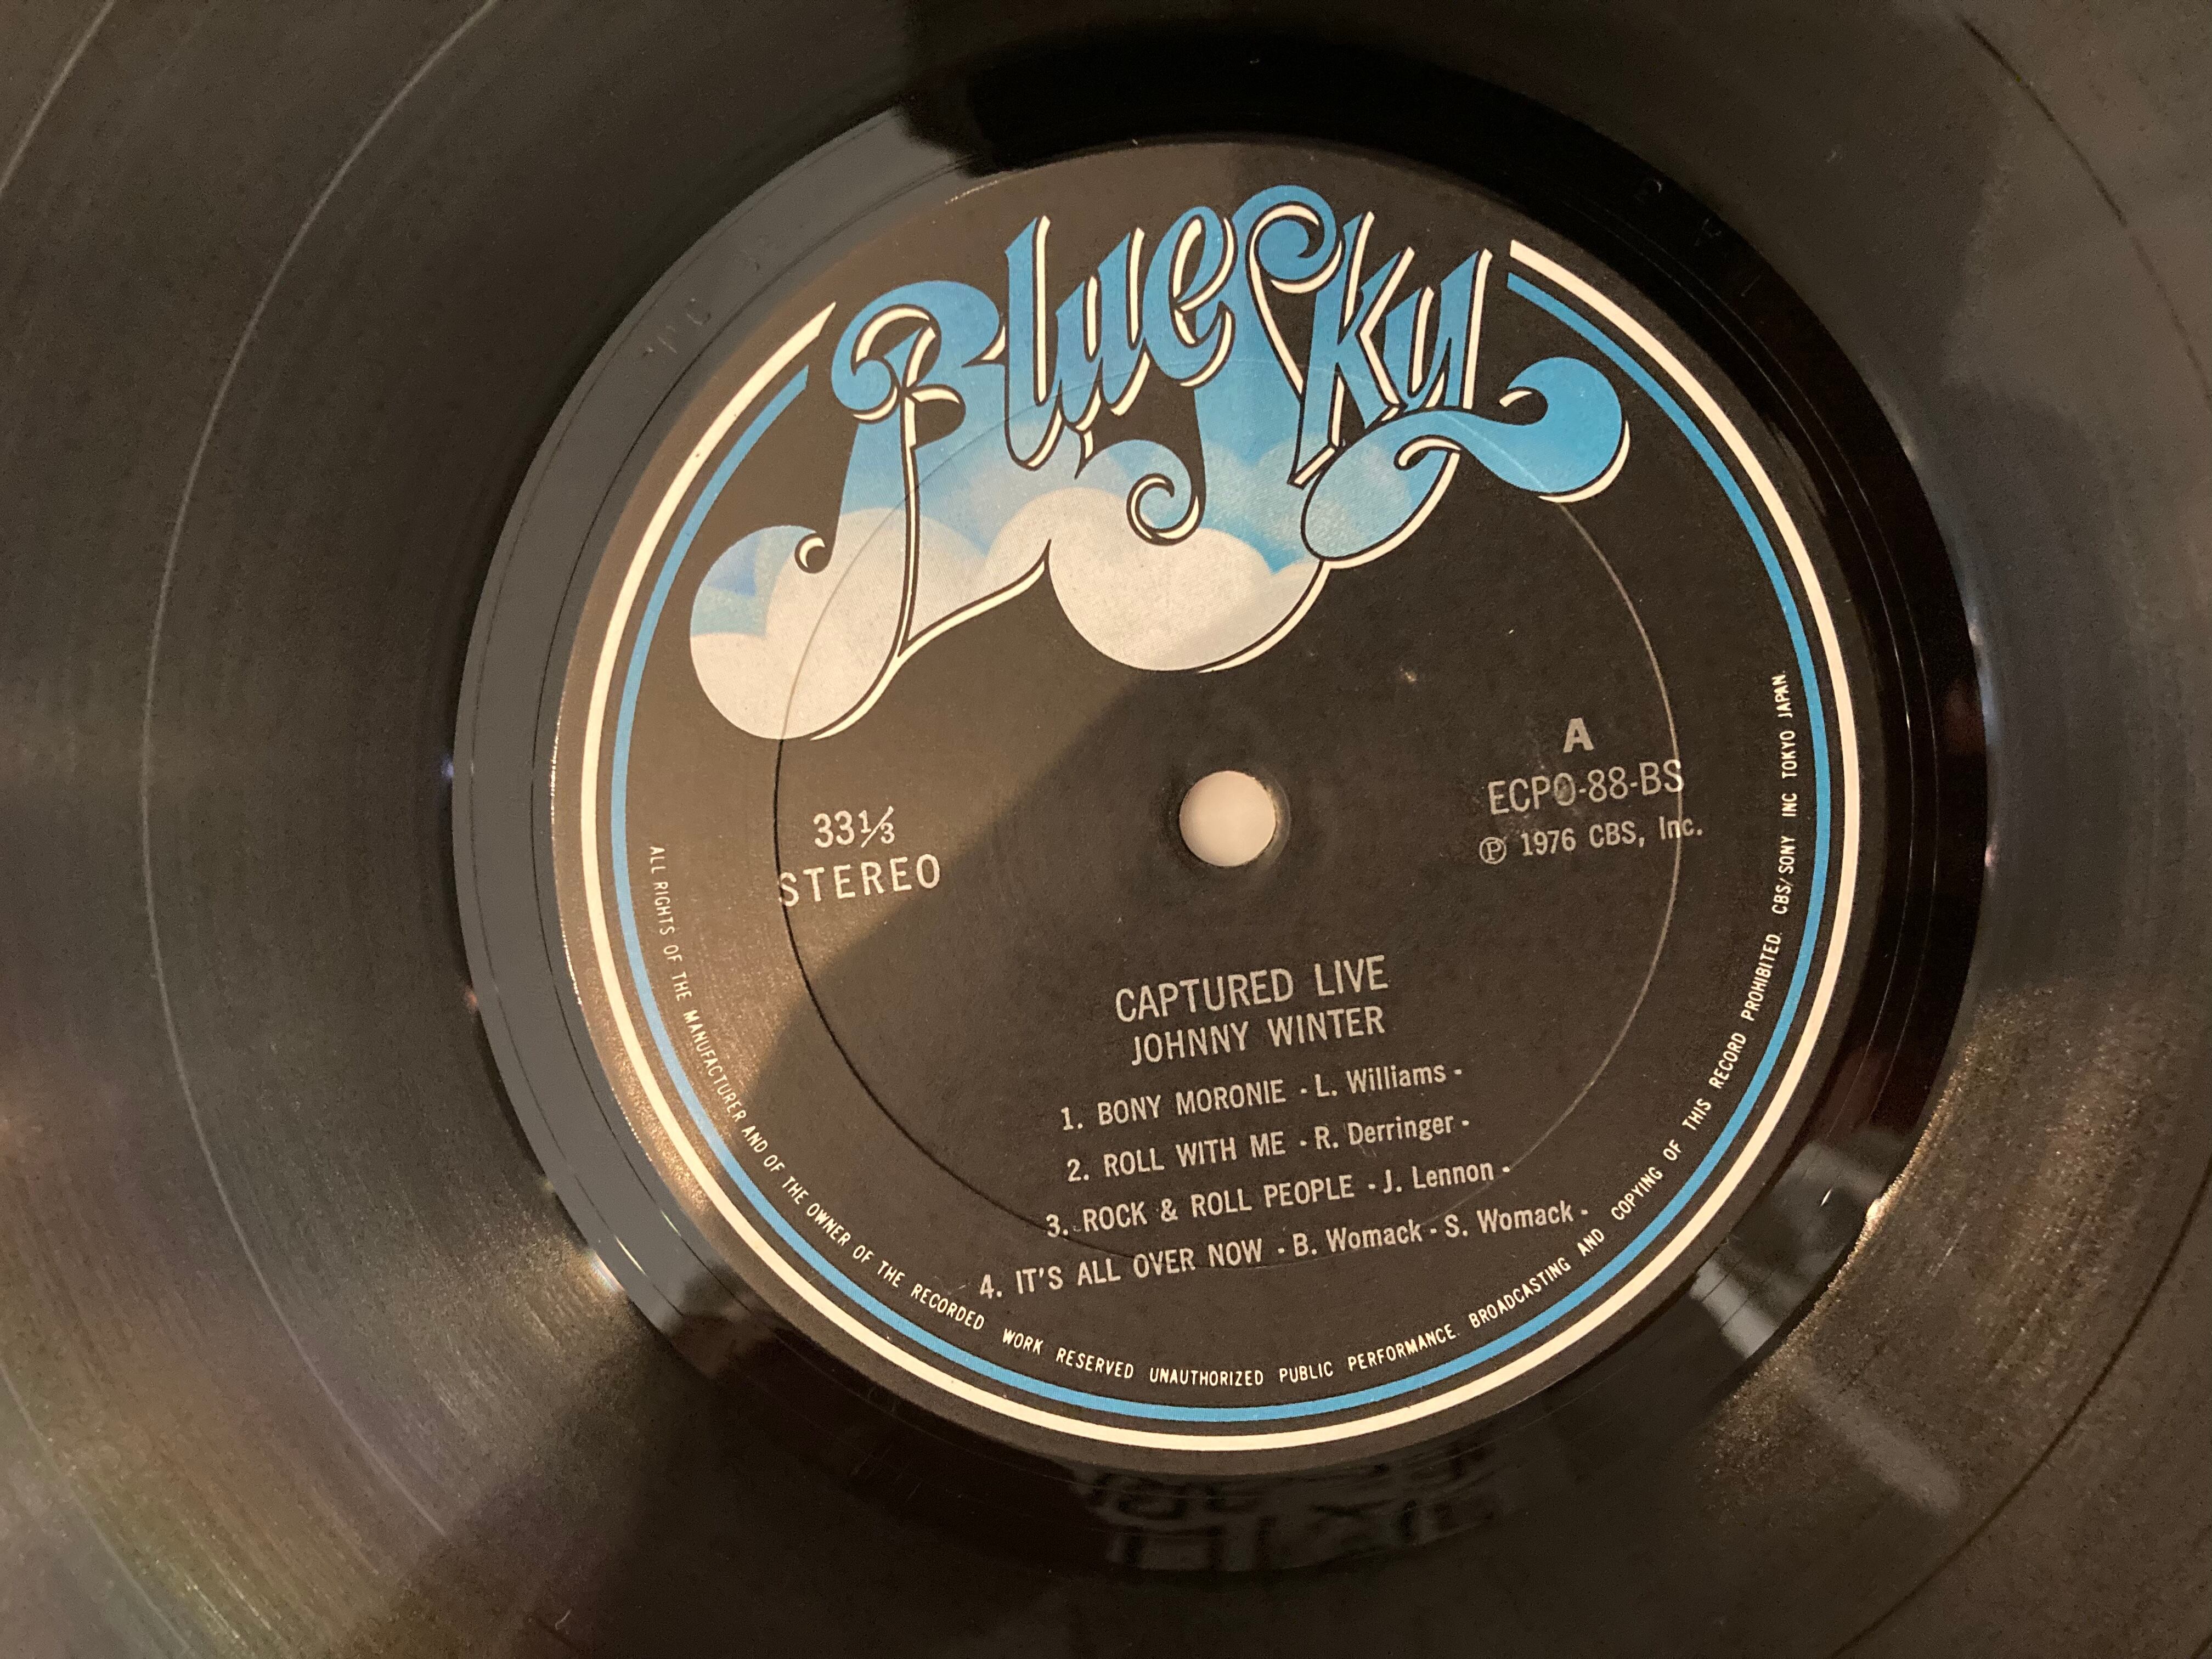 Blue Sky
A
ECPO-88-BS
℗ 1976 CBS, Inc.
33⅓
STEREO
CAPTURED LIVE
JOHNNY WINTER
1. BONY MORONIE - L. Williams -
2. ROLL WITH ME - R. Derringer -
3. ROCK & ROLL PEOPLE - J. Lennon -
4. IT'S ALL OVER NOW - B. Womack - S. Womack -
ALL RIGHTS OF THE MANUFACTURER AND OF THE OWNER OF THE RECORDED WORK RESERVED UNAUTHORIZED PUBLIC PERFORMANCE. BROADCASTING AND COPYING OF THIS RECORD PROHIBITED. CBS/SONY INC TOKYO JAPAN.